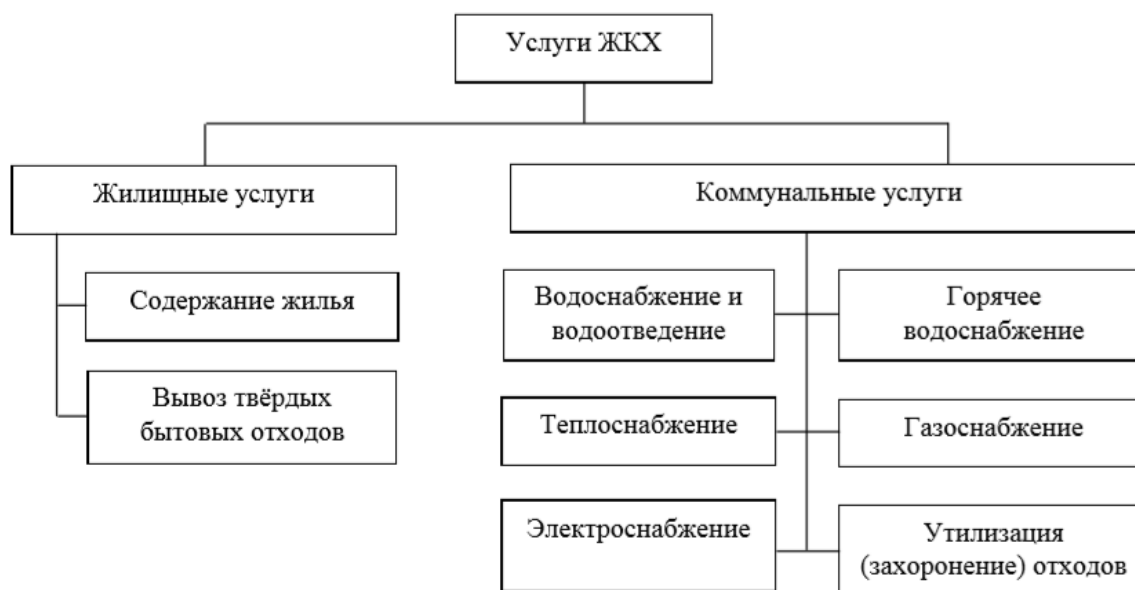 Услуги ЖКХ
Жилищные услуги
Коммунальные услуги
Содержание жилья
Вывоз твёрдых
бытовых отходов
Водоснабжение и
водоотведение
Горячее
водоснабжение
Теплоснабжение
Газоснабжение
Электроснабжение
Утилизация
(захоронение) отходов